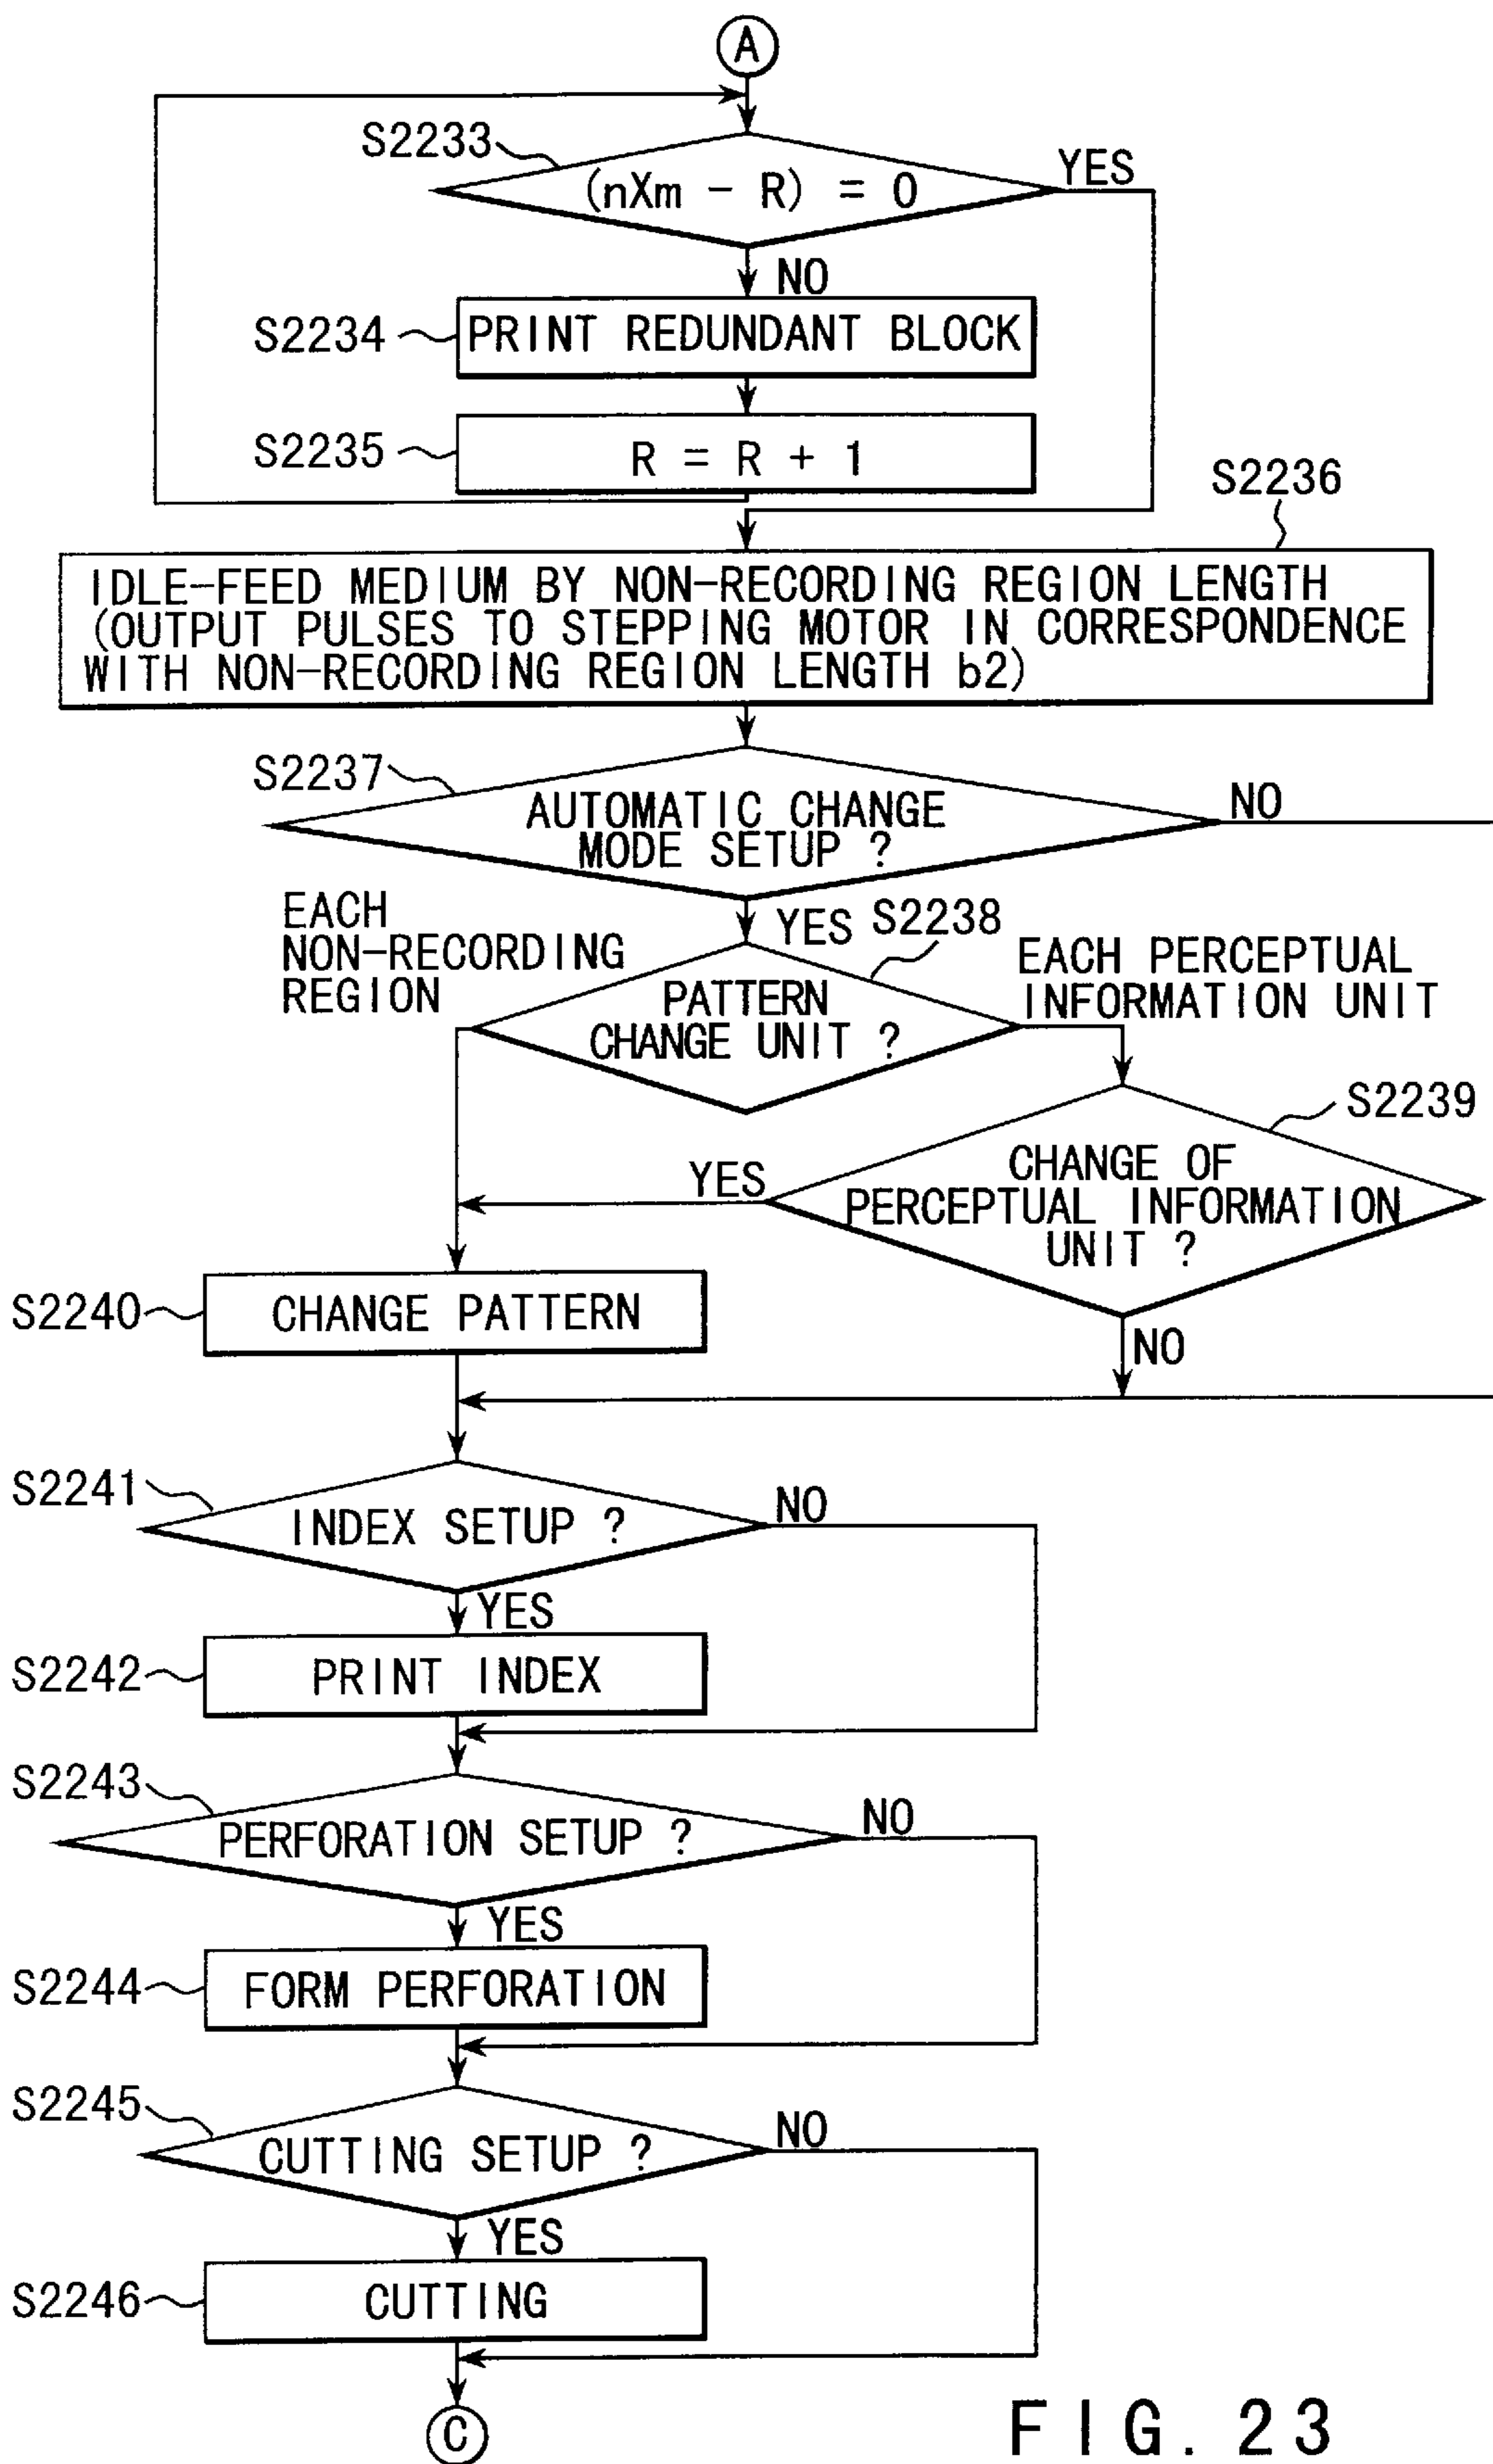 A
S2233
(nXm - R) = 0
YES
NO
S2234
PRINT REDUNDANT BLOCK
S2235
R = R + 1
S2236
IDLE-FEED MEDIUM BY NON-RECORDING REGION LENGTH
(OUTPUT PULSES TO STEPPING MOTOR IN CORRESPONDENCE
WITH NON-RECORDING REGION LENGTH b2)
S2237
AUTOMATIC CHANGE
MODE SETUP ?
NO
YES
EACH
NON-RECORDING
REGION
S2238
PATTERN
CHANGE UNIT ?
EACH PERCEPTUAL
INFORMATION UNIT
S2239
CHANGE OF
PERCEPTUAL INFORMATION
UNIT ?
YES
NO
S2240
CHANGE PATTERN
S2241
INDEX SETUP ?
NO
YES
S2242
PRINT INDEX
S2243
PERFORATION SETUP ?
NO
YES
S2244
FORM PERFORATION
S2245
CUTTING SETUP ?
NO
YES
S2246
CUTTING
C
FIG. 23